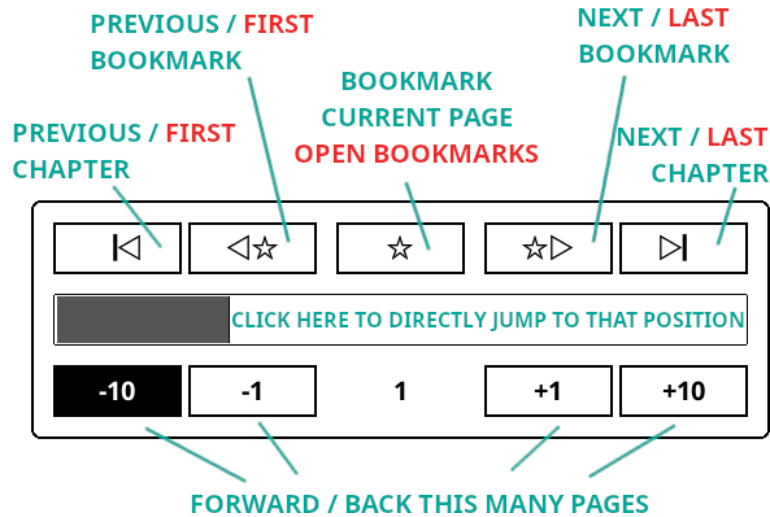 PREVIOUS / FIRST
BOOKMARK
NEXT / LAST
BOOKMARK
BOOKMARK
CURRENT PAGE
OPEN BOOKMARKS
PREVIOUS / FIRST
CHAPTER
NEXT / LAST
CHAPTER
CLICK HERE TO DIRECTLY JUMP TO THAT POSITION
-10 -1 1 +1 +10
FORWARD / BACK THIS MANY PAGES